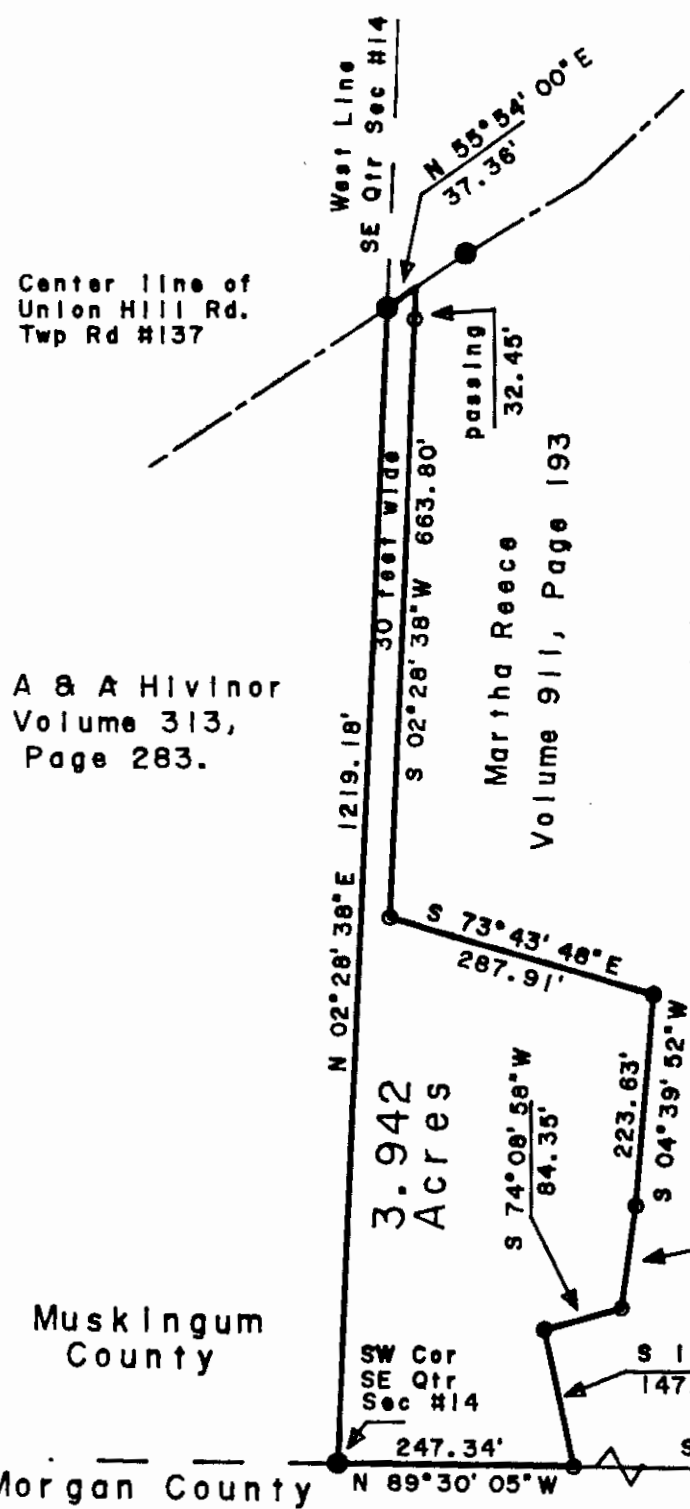 West Line
SE Qtr Sec #14
N 55°54' 00"E
37.36'
Center line of
Union Hill Rd.
Twp Rd #137
passing
32.45'
30 feet wide
S 02°28' 38"W 663.80'
Martha Reece
Volume 911, Page 193
A & A Hivinor
Volume 313,
Page 283.
N 02°28' 38"E 1219.18'
S 73°43' 48"E
287.91'
3.942
Acres
S 74°08' 58"W
84.35'
223.63'
S 04°39' 52"W
Muskingum
County
SW Cor
SE Qtr
Sec #14
S 1
147.
247.34'
S
Morgan County
N 89°30' 05"W